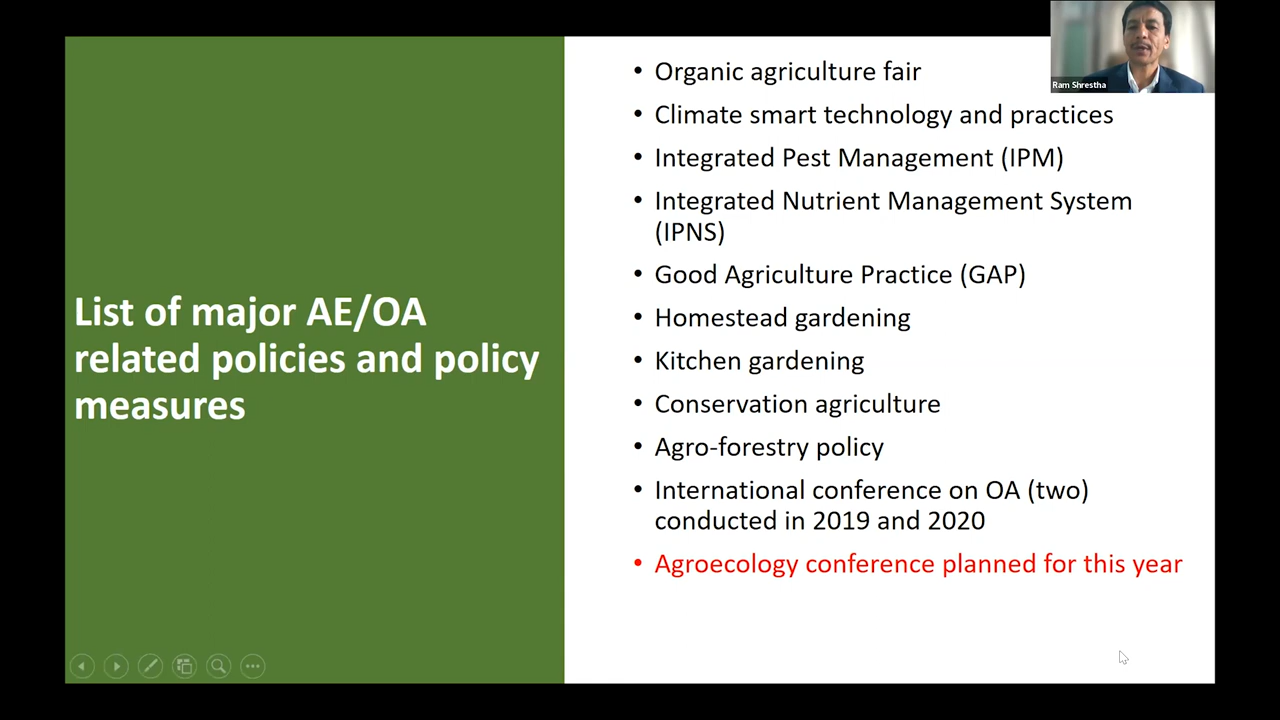 List of major AE/OA
related policies and policy
measures
• Organic agriculture fair
• Climate smart technology and practices
• Integrated Pest Management (IPM)
• Integrated Nutrient Management System
(IPNS)
• Good Agriculture Practice (GAP)
• Homestead gardening
• Kitchen gardening
• Conservation agriculture
• Agro-forestry policy
• International conference on OA (two)
conducted in 2019 and 2020
• Agroecology conference planned for this year
Ram Shrestha